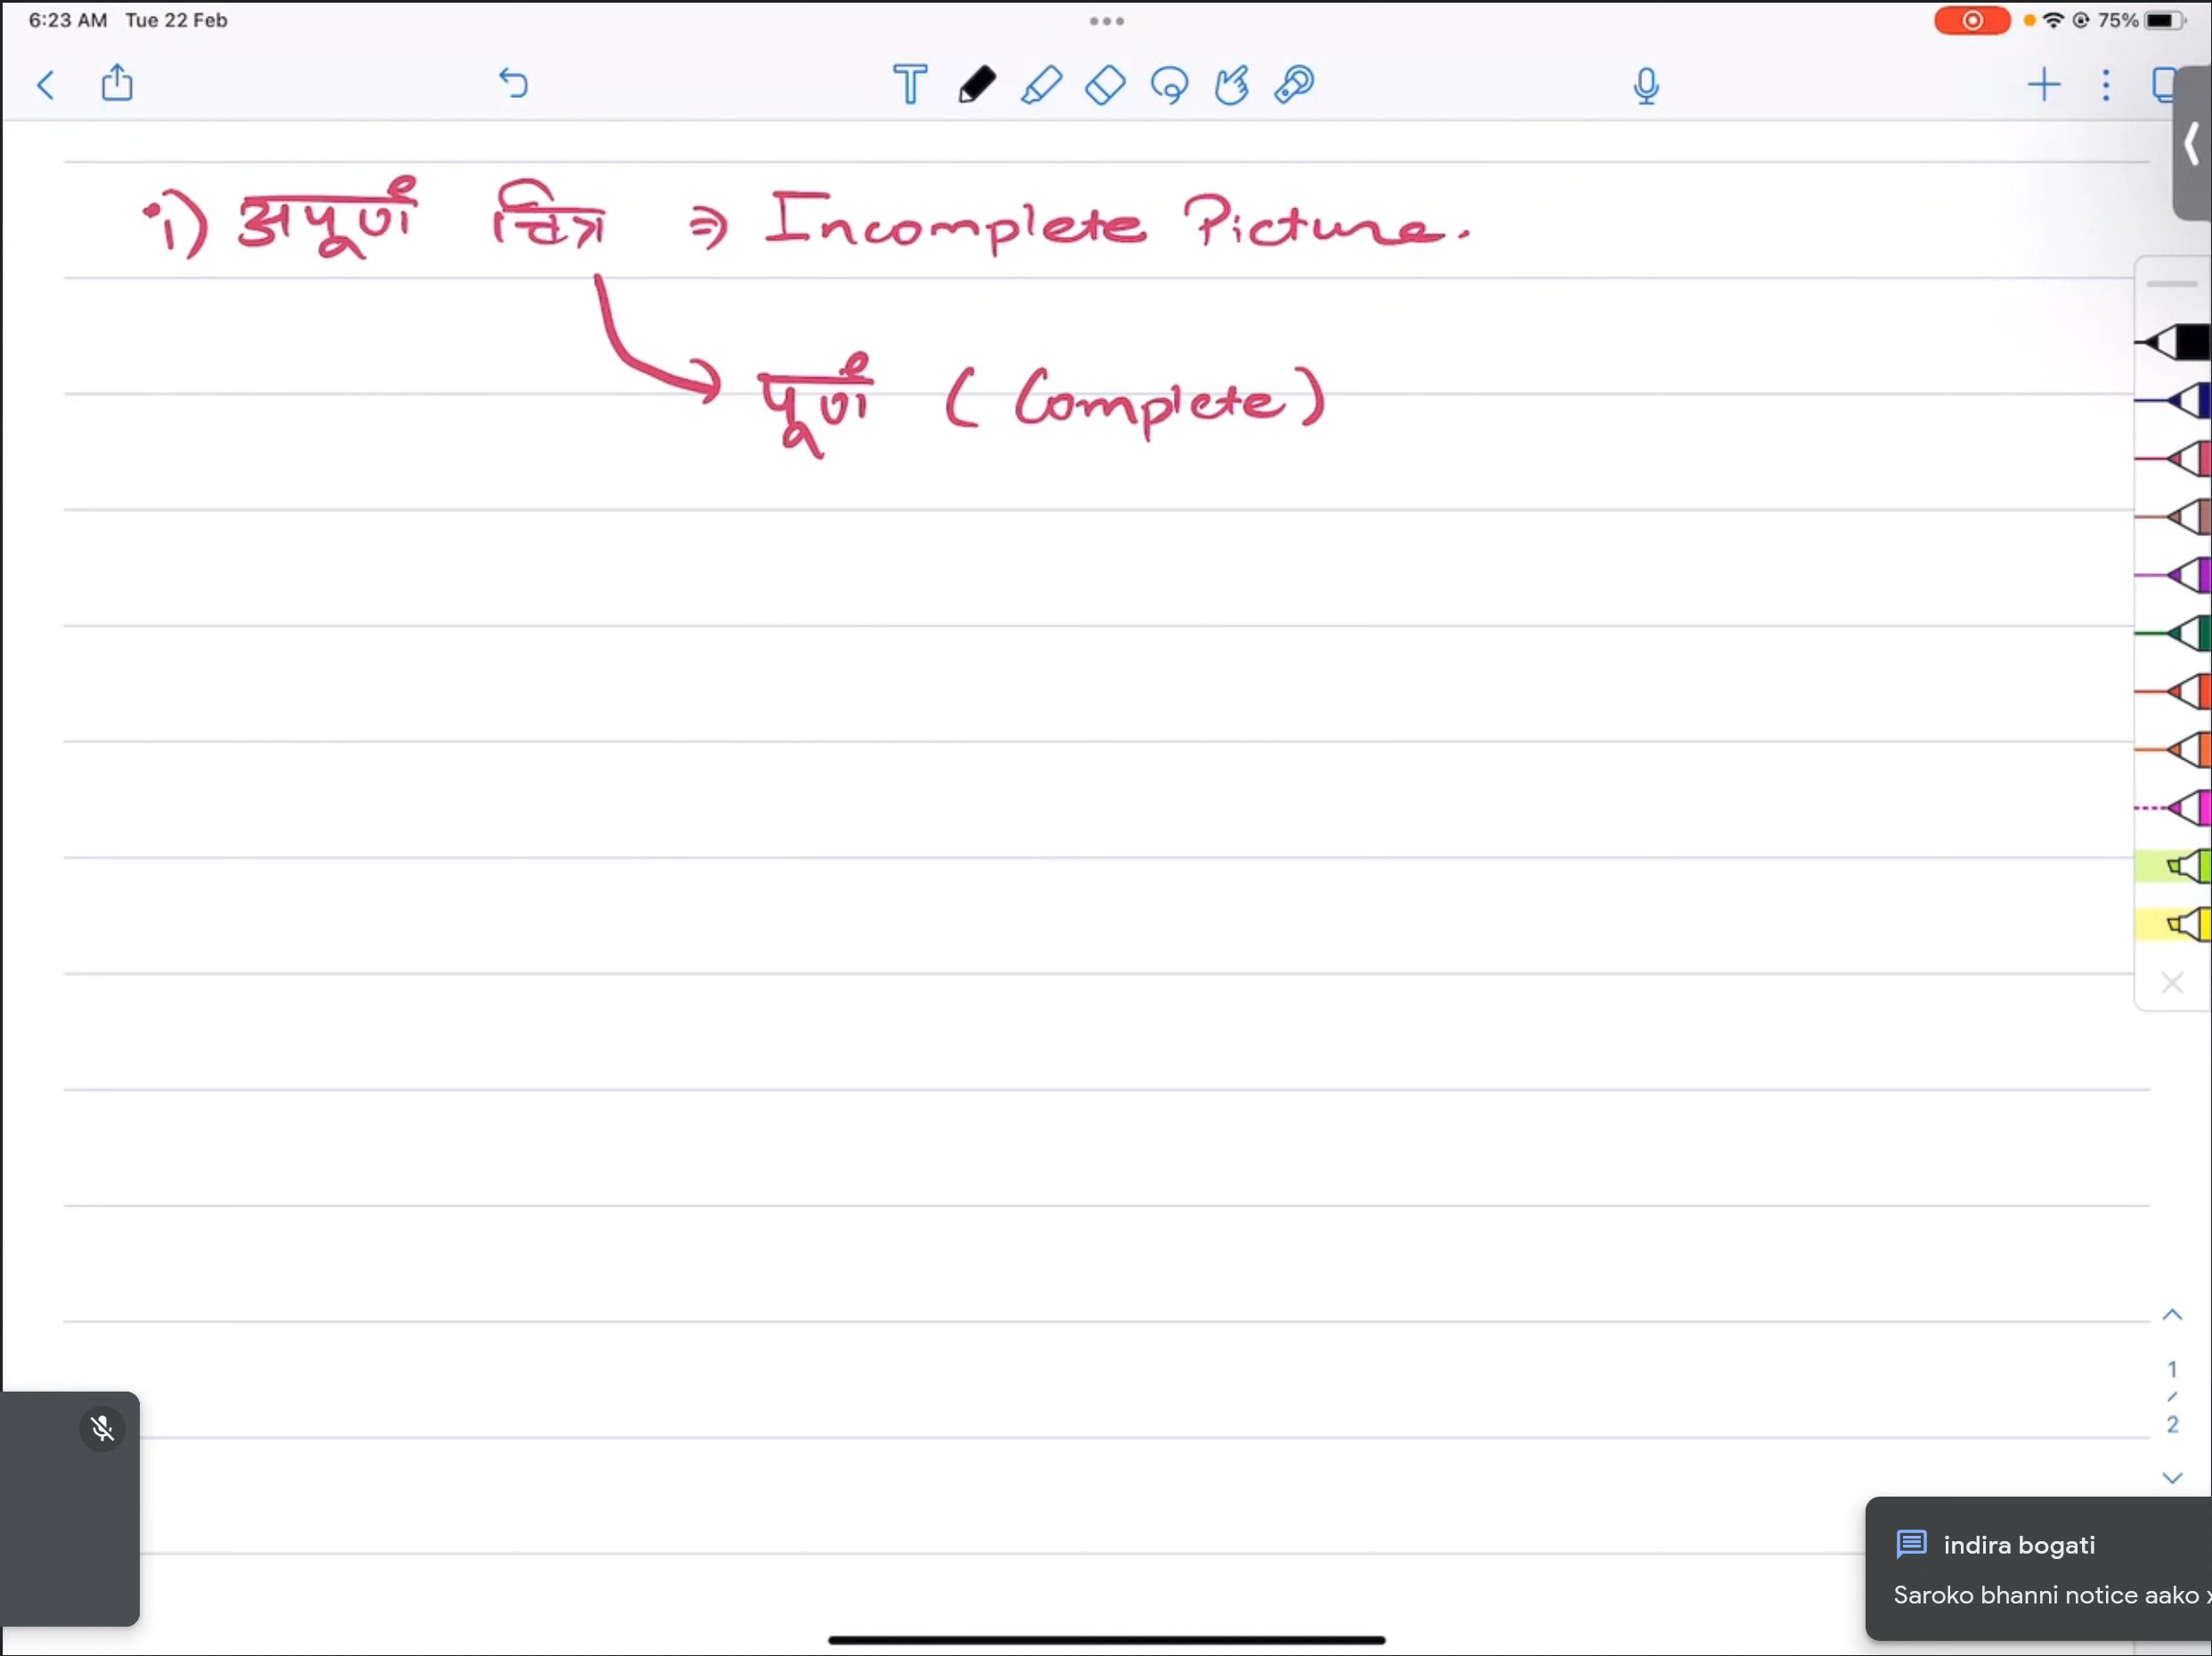 6:23 AM Tue 22 Feb
75%
i) अपूर्ण चित्र ⇒ Incomplete Picture.
पूर्ण ( Complete )
1
/
2
indira bogati
Saroko bhanni notice aako